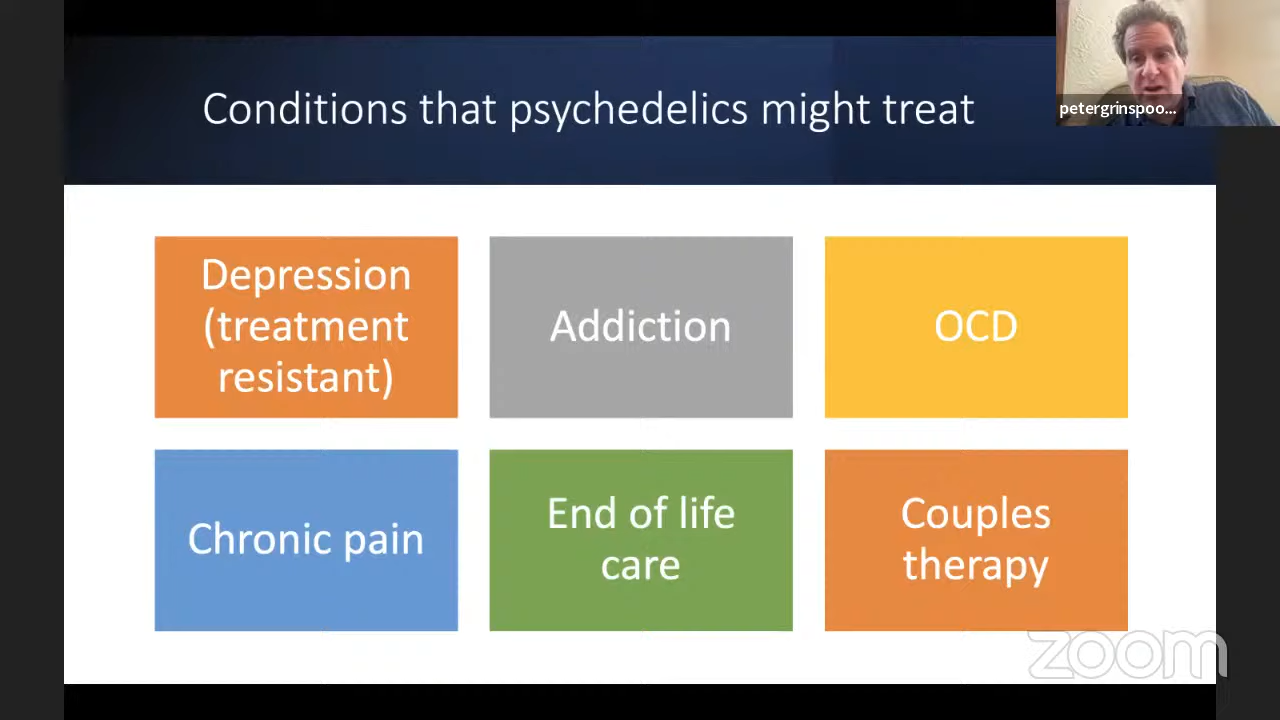 Conditions that psychedelics might treat
petergrinspoo...
Depression
(treatment
resistant)
Addiction
OCD
Chronic pain
End of life
care
Couples
therapy
zoom